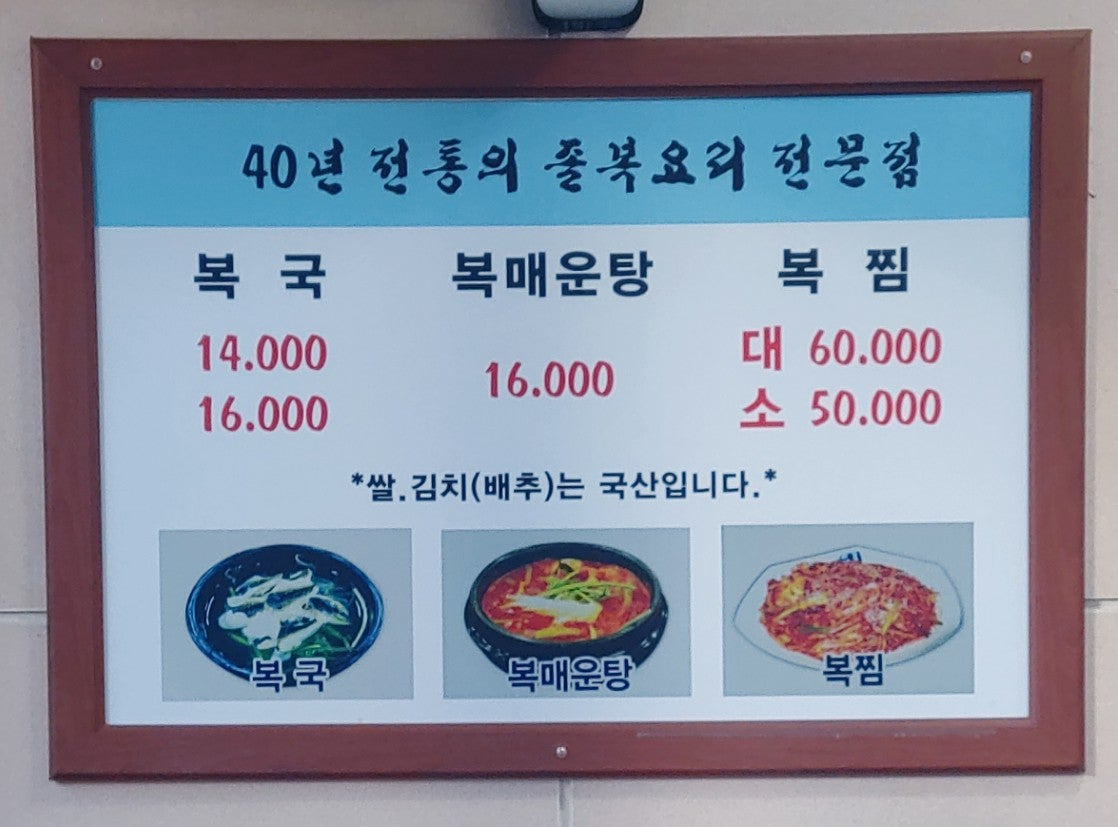 40년 전통의 졸복요리 전문점
복 국
14.000
16.000
복매운탕
16.000
복 찜
대 60.000
소 50.000
*쌀.김치(배추)는 국산입니다.*
복국
복매운탕
복찜